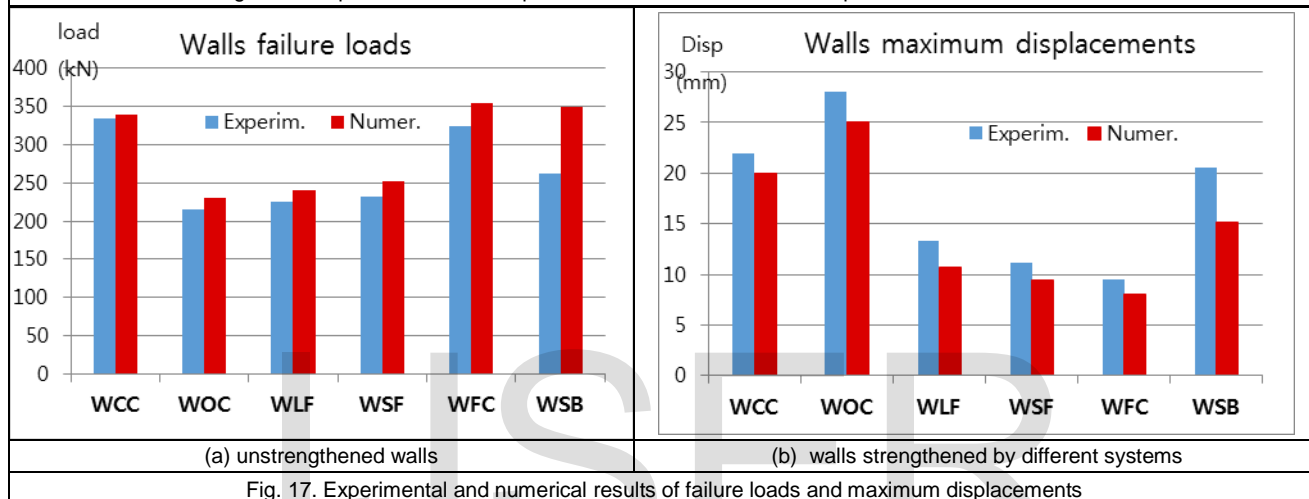 load
(kN)
Walls failure loads
400
350
300
250
200
150
100
50
0
Experim. Numer.
WCC WOC WLF WSF WFC WSB
(a) unstrengthened walls
Disp
(mm)
Walls maximum displacements
30
25
20
15
10
5
0
Experim. Numer.
WCC WOC WLF WSF WFC WSB
(b) walls strengthened by different systems
Fig. 17. Experimental and numerical results of failure loads and maximum displacements
IJSER